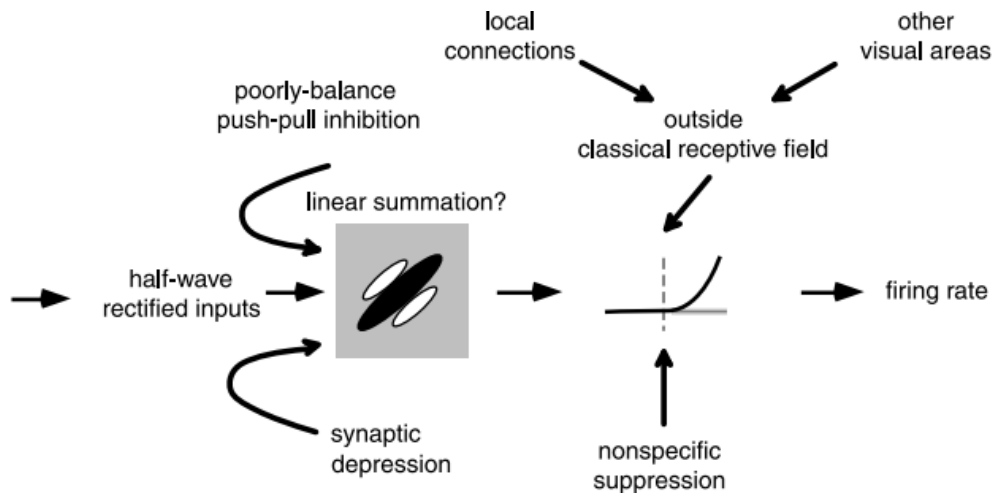 local
connections
other
visual areas
poorly-balance
push-pull inhibition
outside
classical receptive field
linear summation?
half-wave
rectified inputs
firing rate
synaptic
depression
nonspecific
suppression